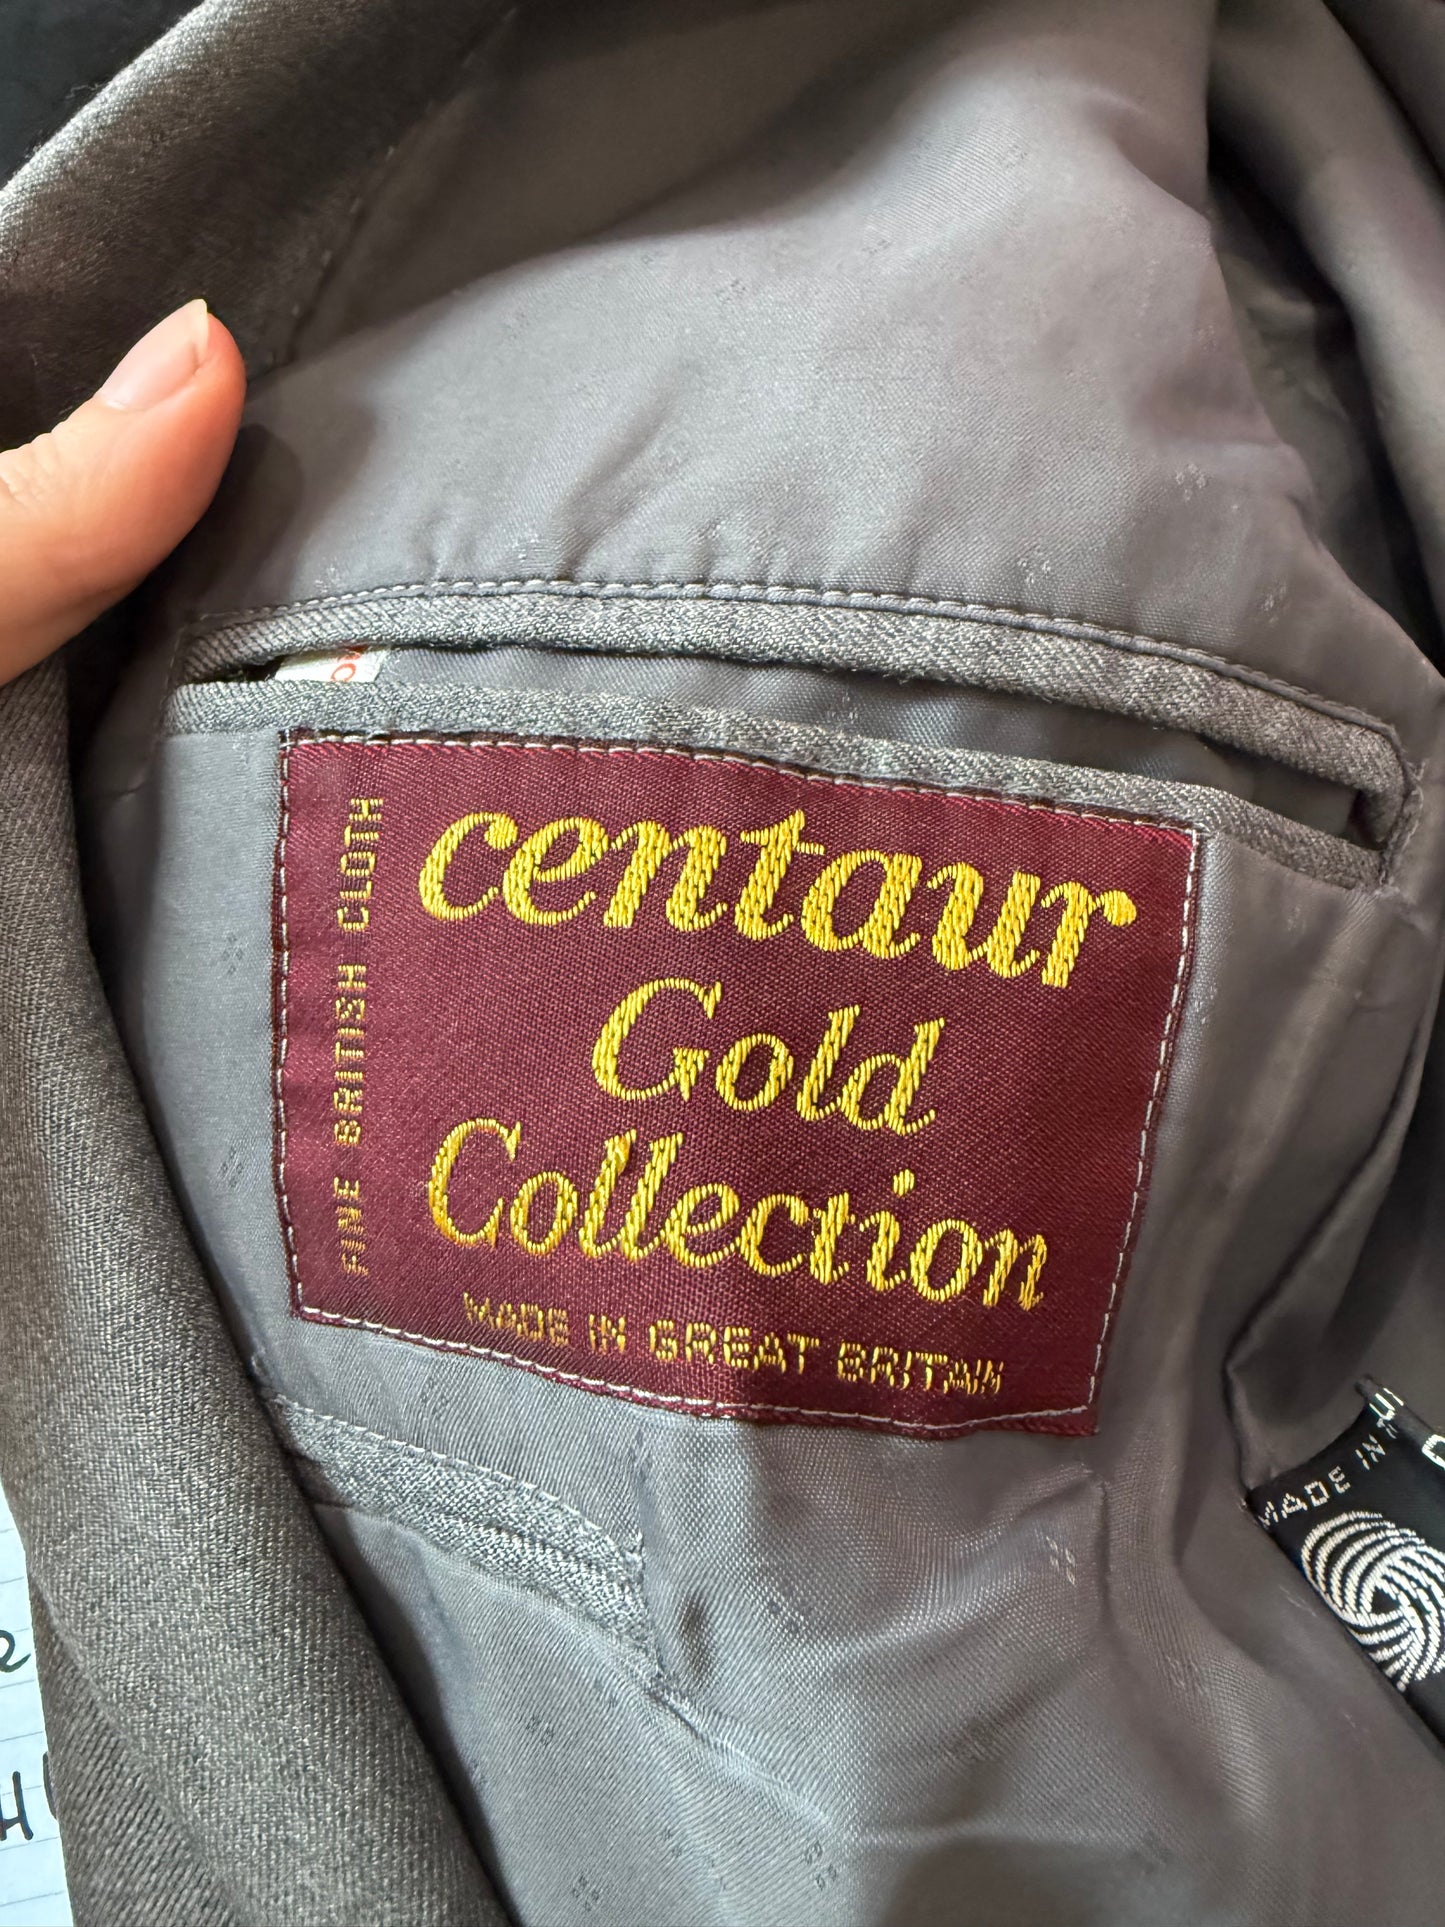 centaur
Gold
Collection
MADE IN GREAT BRITAIN
FINE BRITISH CLOTH
MADE IN